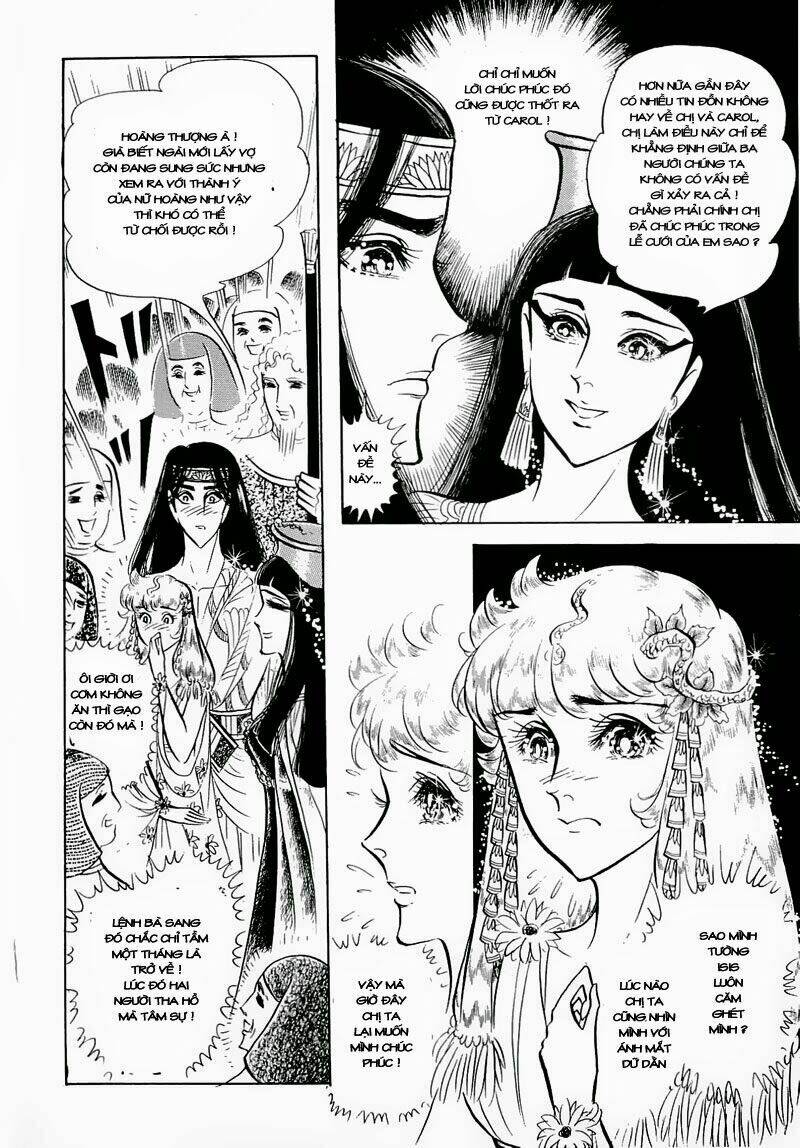 HƠN NỮA GẦN ĐÂY
CÓ NHIỀU TIN ĐỒN KHÔNG
HAY VỀ CHỊ VÀ CAROL,
CHỊ LÀM ĐIỀU NÀY CHỈ ĐỂ
KHẲNG ĐỊNH GIỮA BA
NGƯỜI CHÚNG TA
KHÔNG CÓ VẤN ĐỀ
GÌ XẢY RA CẢ !
CHẲNG PHẢI CHÍNH CHỊ
ĐÃ CHÚC PHÚC TRONG
LỄ CƯỚI CỦA EM SAO ?
CHỈ CHỈ MUỐN
LỜI CHÚC PHÚC ĐÓ
CŨNG ĐƯỢC THỐT RA
TỪ CAROL !
VẤN
ĐỀ
NÀY...
HOÀNG THƯỢNG À !
GIÀ BIẾT NGÀI MỚI LẤY VỢ
CÒN ĐANG SUNG SỨC NHƯNG
XEM RA VỚI THÀNH Ý
CỦA NỮ HOÀNG NHƯ VẬY
THÌ KHÓ CÓ THỂ
TỪ CHỐI ĐƯỢC RỒI !
ドドド
ÔI GIỜI ƠI
CƠM KHÔNG
ĂN THÌ GẠO
CÒN ĐÓ MÀ !
LỆNH BÀ SANG
ĐÓ CHẮC CHỈ TẦM
MỘT THÁNG LÀ
TRỞ VỀ !
LÚC ĐÓ HAI
NGƯỜI THA HỒ
MÀ TÂM SỰ !
SAO MÌNH
TƯỞNG
ISIS
LUÔN
CĂM
GHÉT
MÌNH ?
LÚC NÀO
CHỊ TA
CŨNG NHÌN
MÌNH VỚI
ÁNH MẮT
DỮ DẰN
VẬY MÀ
GIỜ ĐÂY
CHỊ TA
LẠI MUỐN
MÌNH CHÚC
PHÚC !